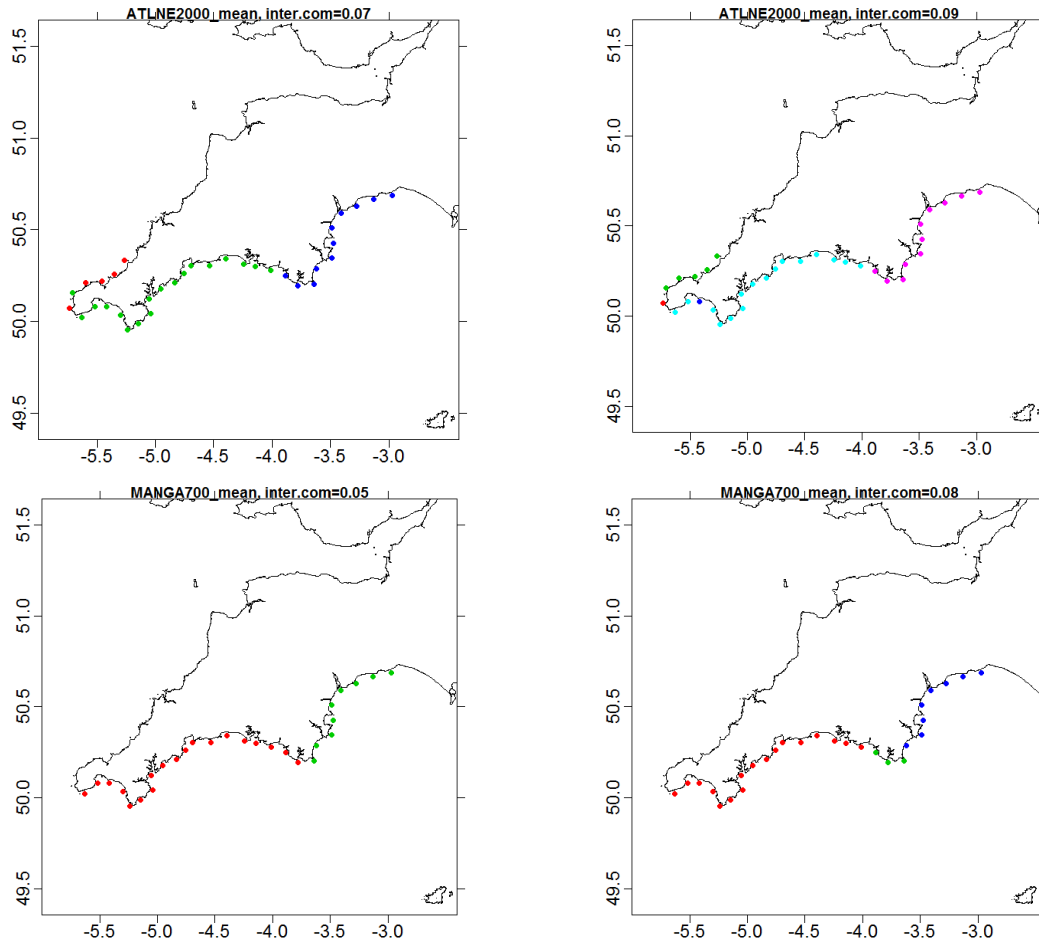 ATLNE2000_mean, inter.com=0.07
51.5
51.0
50.5
50.0
49.5
-5.5 -5.0 -4.5 -4.0 -3.5 -3.0
ATLNE2000_mean, inter.com=0.09
51.5
51.0
50.5
50.0
49.5
-5.5 -5.0 -4.5 -4.0 -3.5 -3.0
MANGA700_mean, inter.com=0.05
51.5
51.0
50.5
50.0
49.5
-5.5 -5.0 -4.5 -4.0 -3.5 -3.0
MANGA700_mean, inter.com=0.08
51.5
51.0
50.5
50.0
49.5
-5.5 -5.0 -4.5 -4.0 -3.5 -3.0